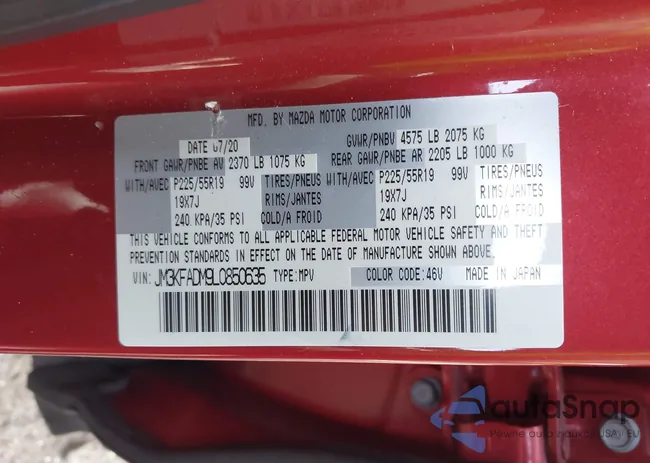 MFD. BY MAZDA MOTOR CORPORATION
DATE 07/20 GVWR/PNBV 4575 LB 2075 KG
FRONT GAWR/PNBE AV 2370 LB 1075 KG REAR GAWR/PNBE AR 2205 LB 1000 KG
WITH/AVEC P225/55R19 99V TIRES/PNEUS WITH/AVEC P225/55R19 99V TIRES/PNEUS
19X7J RIMS/JANTES 19X7J RIMS/JANTES
240 KPA/35 PSI COLD/A FROID 240 KPA/35 PSI COLD/A FROID
THIS VEHICLE CONFORMS TO ALL APPLICABLE FEDERAL MOTOR VEHICLE SAFETY AND THEFT
PREVENTION STANDARDS IN EFFECT ON THE DATE OF MANUFACTURE SHOWN ABOVE.
VIN: JM3KFADM9L0850635 TYPE:MPV COLOR CODE:46V MADE IN JAPAN
autoSnap
Pewne auto z aukcji (USA) EU